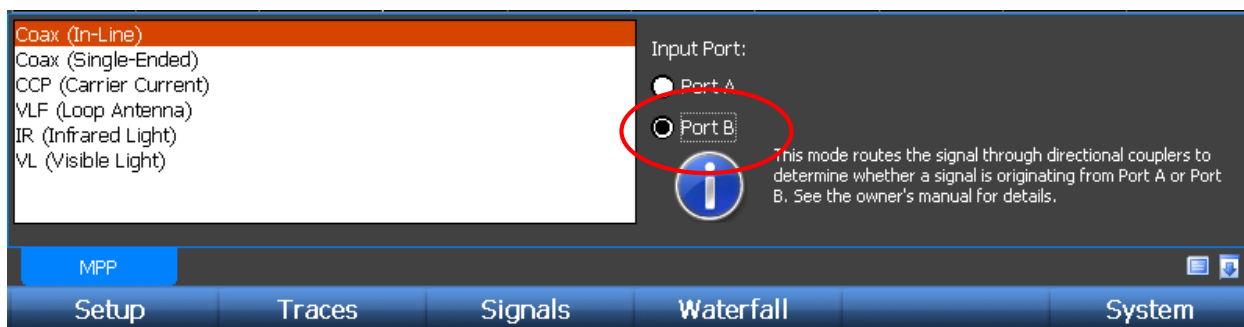 Coax (In-Line)
Coax (Single-Ended)
CCP (Carrier Current)
VLF (Loop Antenna)
IR (Infrared Light)
VL (Visible Light)
Input Port:
Port A
Port B
This mode routes the signal through directional couplers to
determine whether a signal is originating from Port A or Port
B. See the owner's manual for details.
MPP
Setup Traces Signals Waterfall System